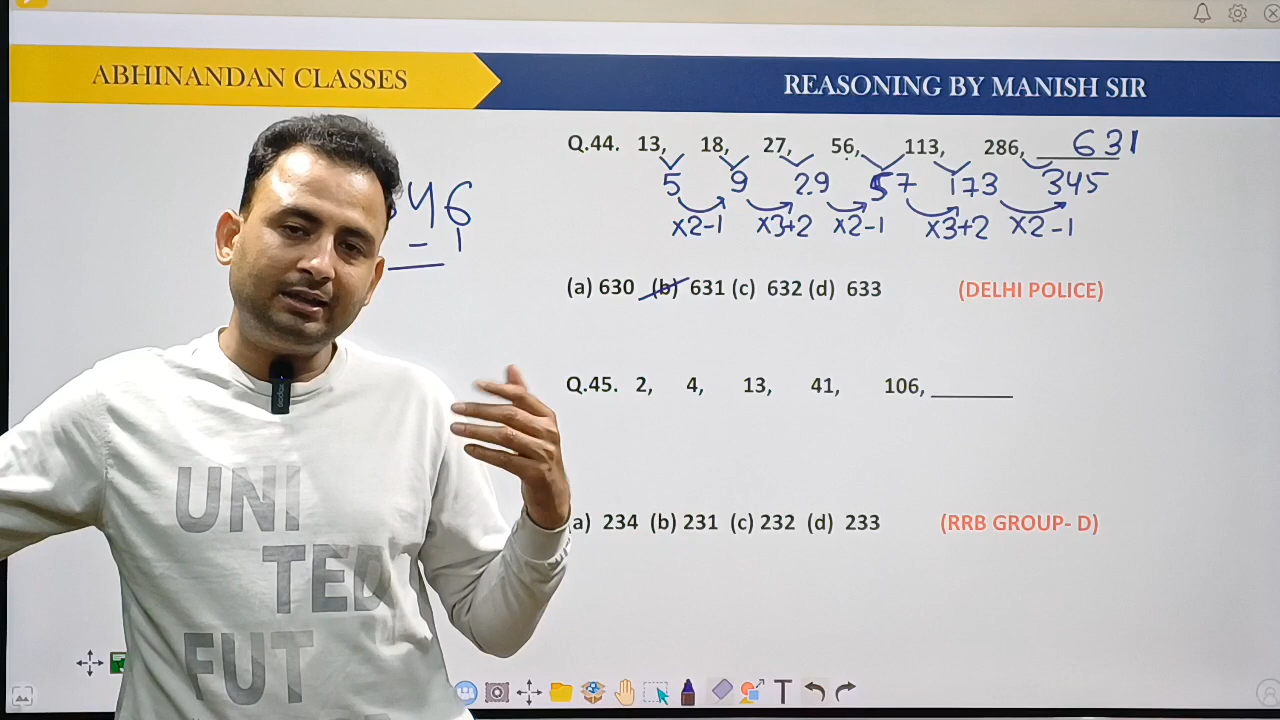 ABHINANDAN CLASSES
REASONING BY MANISH SIR
Q.44. 13, 18, 27, 56, 113, 286, 631
5 9 29 57 173 345
x2-1 x3+2 x2-1 x3+2 x2-1
46
- 1
(a) 630 (b) 631 (c) 632 (d) 633 (DELHI POLICE)
Q.45. 2, 4, 13, 41, 106, ________
a) 234 (b) 231 (c) 232 (d) 233 (RRB GROUP- D)
UNI
TED
FUT
T